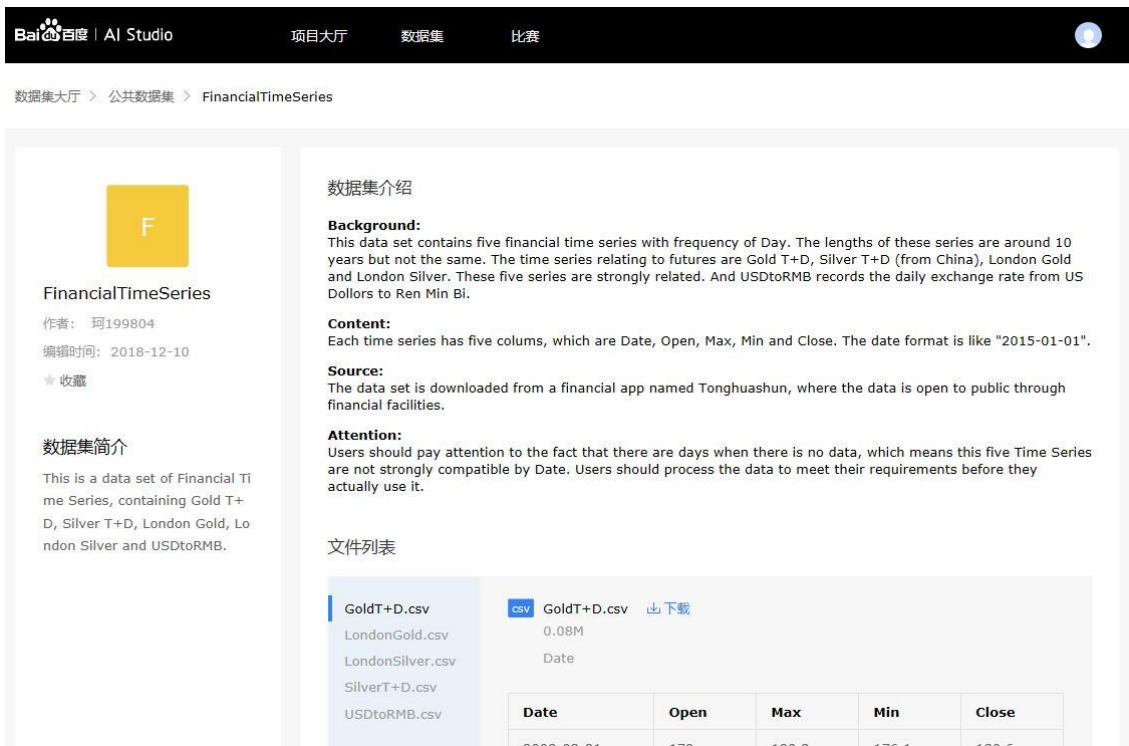 Bai du 百度 | AI Studio 项目大厅 数据集 比赛
数据集大厅 > 公共数据集 > FinancialTimeSeries
F
FinancialTimeSeries
作者： 珂199804
编辑时间：2018-12-10
★ 收藏
数据集简介
This is a data set of Financial Ti
me Series, containing Gold T+
D, Silver T+D, London Gold, Lo
ndon Silver and USDtoRMB.
数据集介绍
Background:
This data set contains five financial time series with frequency of Day. The lengths of these series are around 10
years but not the same. The time series relating to futures are Gold T+D, Silver T+D (from China), London Gold
and London Silver. These five series are strongly related. And USDtoRMB records the daily exchange rate from US
Dollors to Ren Min Bi.
Content:
Each time series has five colums, which are Date, Open, Max, Min and Close. The date format is like "2015-01-01".
Source:
The data set is downloaded from a financial app named Tonghuashun, where the data is open to public through
financial facilities.
Attention:
Users should pay attention to the fact that there are days when there is no data, which means this five Time Series
are not strongly compatible by Date. Users should process the data to meet their requirements before they
actually use it.
文件列表
GoldT+D.csv
LondonGold.csv
LondonSilver.csv
SilverT+D.csv
USDtoRMB.csv
csv GoldT+D.csv 下载
0.08M
Date
Date Open Max Min Close